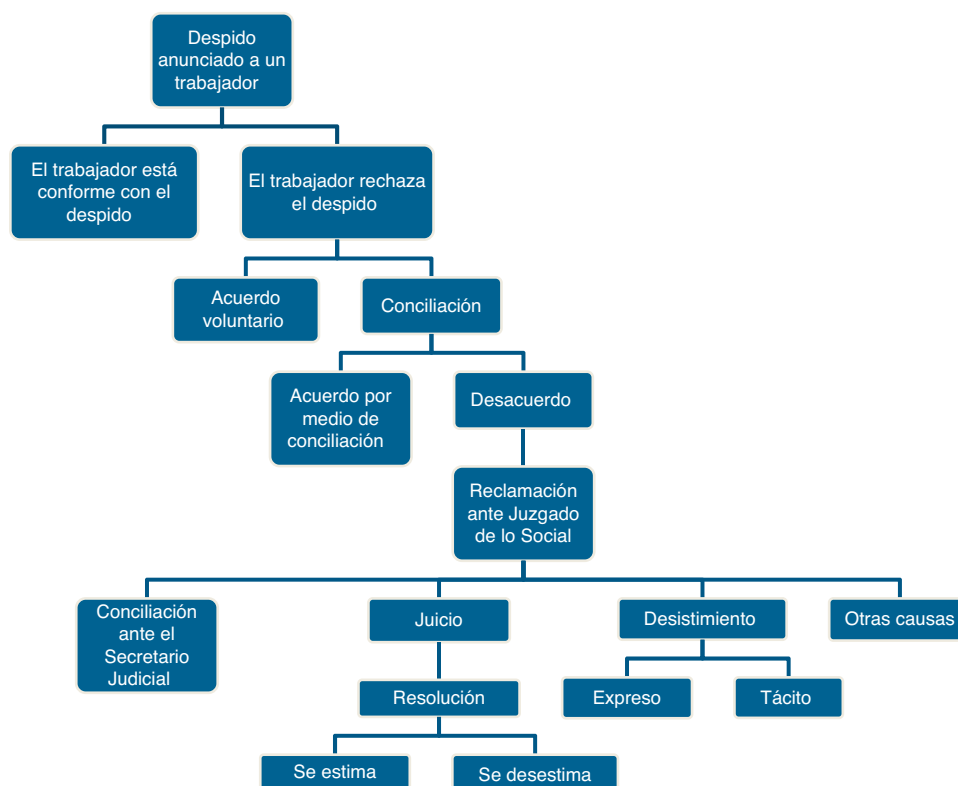 Despido
anunciado a un
trabajador
El trabajador está
conforme con el
despido
El trabajador rechaza
el despido
Acuerdo
voluntario
Conciliación
Acuerdo por
medio de
conciliación
Desacuerdo
Reclamación
ante Juzgado
de lo Social
Conciliación
ante el
Secretario
Judicial
Juicio
Desistimiento
Otras causas
Resolución
Expreso
Tácito
Se estima
Se desestima